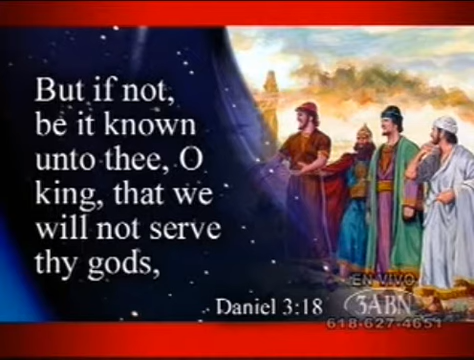 But if not,
be it known
unto thee, O
king, that we
will not serve
thy gods,
Daniel 3:18
EN VIVO
3ABN
618-627-4651